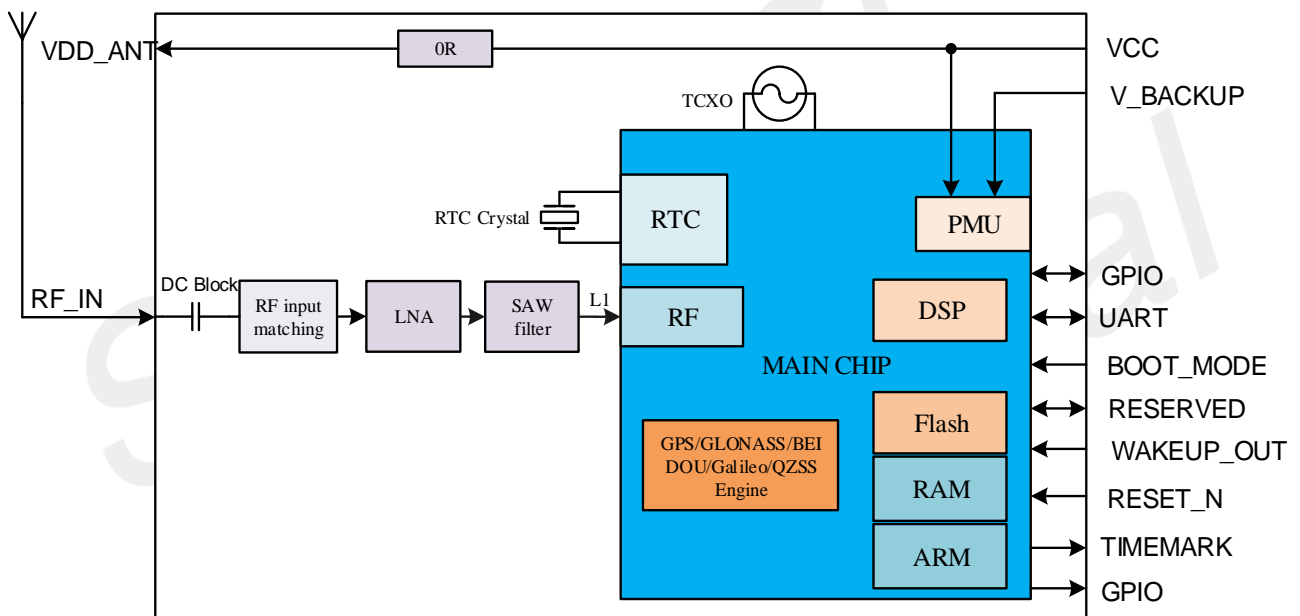 VDD_ANT
0R
VCC
TCXO
V_BACKUP
RTC Crystal
RTC
PMU
DC Block
RF_IN
RF input
matching
LNA
SAW
filter
L1
RF
DSP
MAIN CHIP
GPS/GLONASS/BEI
DOU/Galileo/QZSS
Engine
Flash
RAM
ARM
GPIO
UART
BOOT_MODE
RESERVED
WAKEUP_OUT
RESET_N
TIMEMARK
GPIO